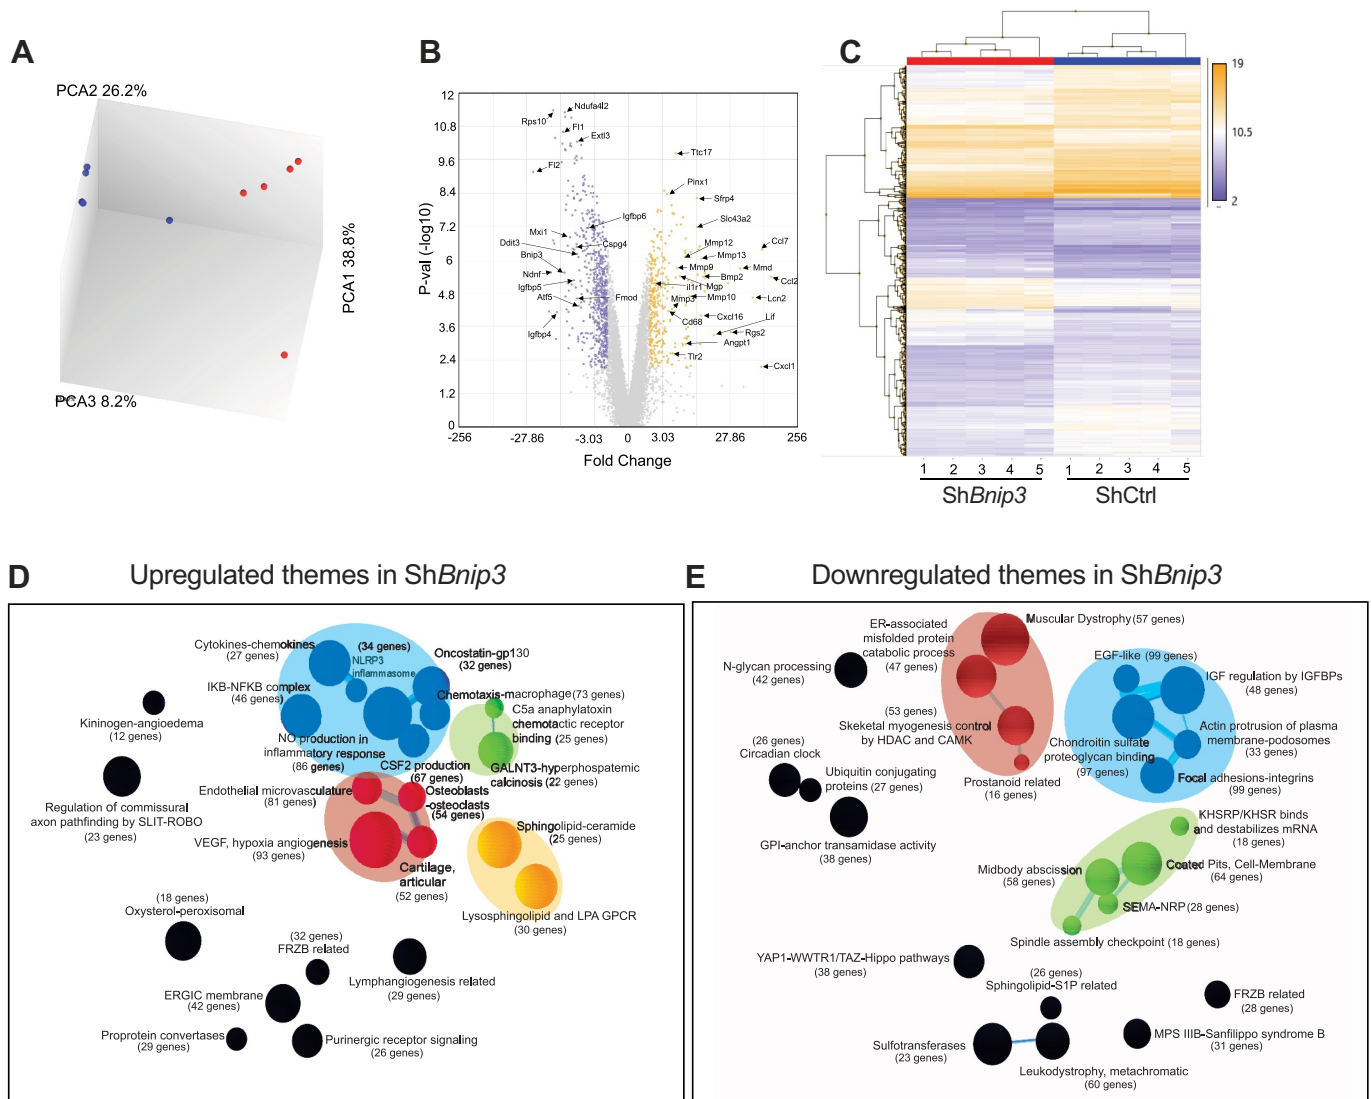 A
PCA2 26.2%
PCA1 38.8%
PCA3 8.2%
B
P-val (-log10)
12
10.8
9.6
8.4
7.2
6
4.8
3.6
2.4
1.2
0
-256
-27.86
-3.03
0
3.03
27.86
256
Fold Change
Ndufa4l2
Rps10
Fl1
Extl3
Fl2
Igfbp6
Mxi1
Ddit3
Cspg4
Bnip3
Ndnf
Igfbp5
Atf5
Fmod
Igfbp4
Ttc17
Pinx1
Sfrp4
Slc43a2
Ccl7
Mmp12
Mmp13
Mmp9
Mmd
Bmp2
Ccl2
il1r1
Mgp
Mmp3
Mmp10
Lcn2
Cd68
Cxcl16
Lif
Rgs2
Angpt1
Tlr2
Cxcl1
C
19
10.5
2
1 2 3 4 5 1 2 3 4 5
ShBnip3 ShCtrl
D Upregulated themes in ShBnip3
Cytokines-chemokines
(27 genes)
(34 genes)
NLRP3
inflammasome
Oncostatin-gp130
(32 genes)
IKB-NFKB complex
(46 genes)
Chemotaxis-macrophage (73 genes)
C5a anaphylatoxin
chemotactic receptor
binding (25 genes)
Kininogen-angioedema
(12 genes)
NO production in
inflammatory response
(86 genes)
CSF2 production
(67 genes)
GALNT3-hyperphospatemic
calcinosis (22 genes)
Regulation of commissural
axon pathfinding by SLIT-ROBO
(23 genes)
Endothelial microvasculature
(81 genes)
Osteoblasts
-osteoclasts
(54 genes)
VEGF, hypoxia angiogenesis
(93 genes)
Sphingolipid-ceramide
(25 genes)
Cartilage,
articular
(52 genes)
Lysosphingolipid and LPA GPCR
(30 genes)
(18 genes)
Oxysterol-peroxisomal
(32 genes)
FRZB related
Lymphangiogenesis related
(29 genes)
ERGIC membrane
(42 genes)
Proprotein convertases
(29 genes)
Purinergic receptor signaling
(26 genes)
E Downregulated themes in ShBnip3
Muscular Dystrophy (57 genes)
ER-associated
misfolded protein
catabolic process
(47 genes)
N-glycan processing
(42 genes)
EGF-like (99 genes)
IGF regulation by IGFBPs
(48 genes)
(53 genes)
Skeketal myogenesis control
by HDAC and CAMK
Actin protrusion of plasma
membrane-podosomes
(33 genes)
Chondroitin sulfate
proteoglycan binding
(97 genes)
(26 genes)
Circadian clock
Ubiquitin conjugating
proteins (27 genes)
Prostanoid related
(16 genes)
Focal adhesions-integrins
(99 genes)
GPI-anchor transamidase activity
(38 genes)
KHSRP/KHSR binds
and destabilizes mRNA
(18 genes)
Midbody abscission
(58 genes)
Coated Pits, Cell-Membrane
(64 genes)
SEMA-NRP (28 genes)
Spindle assembly checkpoint (18 genes)
YAP1-WWTR1/TAZ-Hippo pathways
(38 genes)
(26 genes)
Sphingolipid-S1P related
FRZB related
(28 genes)
Sulfotransferases
(23 genes)
MPS IIIB-Sanfilippo syndrome B
(31 genes)
Leukodystrophy, metachromatic
(60 genes)